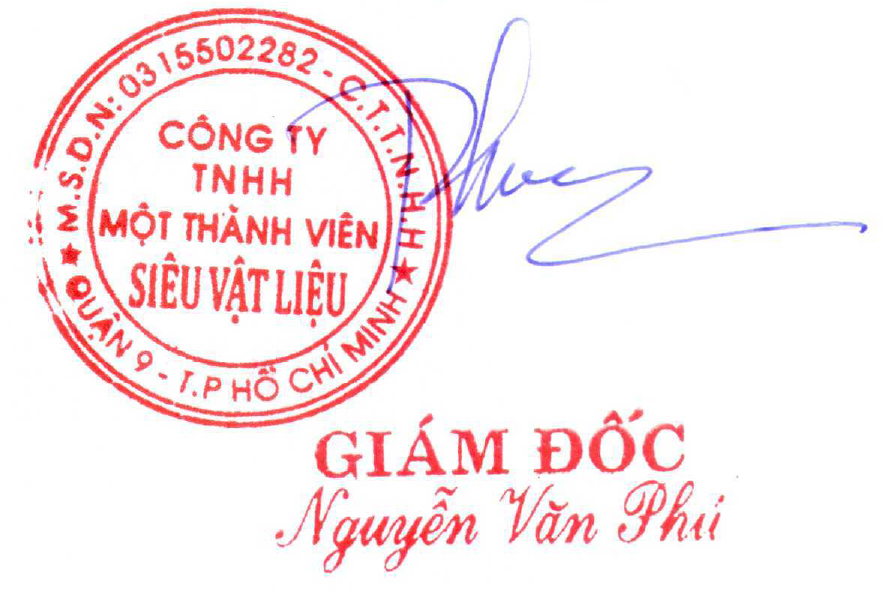 M.S.D.N: 0315502282 - C.T.T.N.H.H
CÔNG TY
TNHH
MỘT THÀNH VIÊN
SIÊU VẬT LIỆU
QUẬN 9 - T.P HỒ CHÍ MINH
GIÁM ĐỐC
Nguyễn Văn Phú